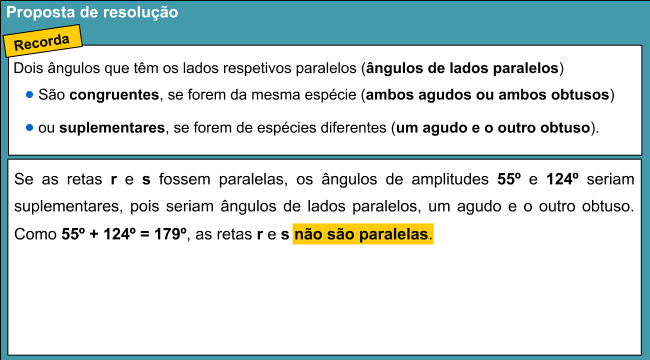 Proposta de resolução
Recorda
Dois ângulos que têm os lados respetivos paralelos (ângulos de lados paralelos)
• São congruentes, se forem da mesma espécie (ambos agudos ou ambos obtusos)
• ou suplementares, se forem de espécies diferentes (um agudo e o outro obtuso).
Se as retas r e s fossem paralelas, os ângulos de amplitudes 55º e 124º seriam
suplementares, pois seriam ângulos de lados paralelos, um agudo e o outro obtuso.
Como 55º + 124º = 179º, as retas r e s não são paralelas.